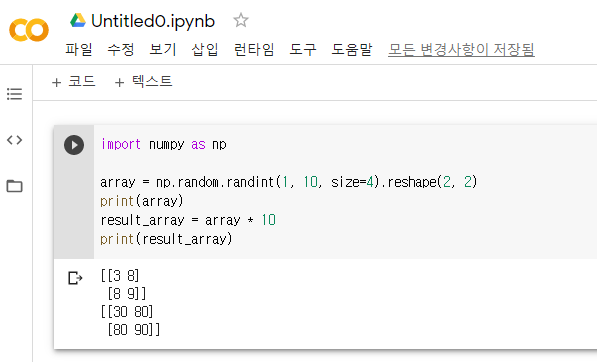 Untitled0.ipynb
파일 수정 보기 삽입 런타임 도구 도움말 모든 변경사항이 저장됨
+ 코드 + 텍스트
import numpy as np
array = np.random.randint(1, 10, size=4).reshape(2, 2)
print(array)
result_array = array * 10
print(result_array)
[[3 8]
 [8 9]]
[[30 80]
 [80 90]]